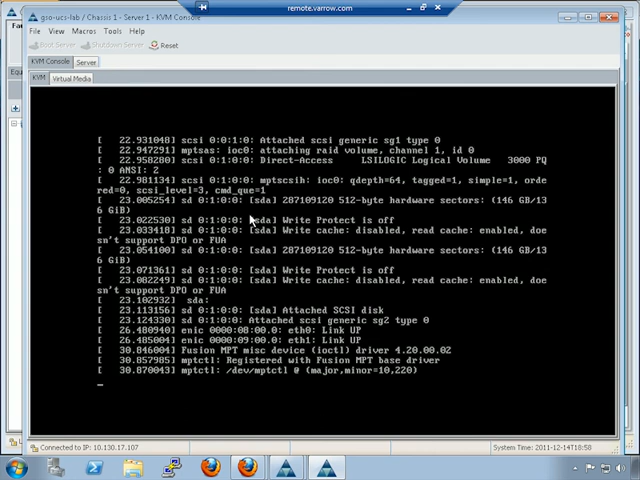 remote.varrow.com
gso-ucs-lab / Chassis 1 - Server 1 - KVM Console
File View Macros Tools Help
Boot Server Shutdown Server Reset
KVM Console Server
KVM Virtual Media
[ 22.931048] scsi 0:0:1:0: Attached scsi generic sg1 type 0
[ 22.947291] mptsas: ioc0: attaching raid volume, channel 1, id 0
[ 22.958280] scsi 0:1:0:0: Direct-Access LSILOGIC Logical Volume 3000 PQ
: 0 ANSI: 2
[ 22.981134] scsi 0:1:0:0: mptscsih: ioc0: qdepth=64, tagged=1, simple=1, orde
red=0, scsi_level=3, cmd_que=1
[ 23.005254] sd 0:1:0:0: [sda] 287109120 512-byte hardware sectors: (146 GB/13
6 GiB)
[ 23.022530] sd 0:1:0:0: [sda] Write Protect is off
[ 23.033418] sd 0:1:0:0: [sda] Write cache: disabled, read cache: enabled, doe
sn't support DPO or FUA
[ 23.054100] sd 0:1:0:0: [sda] 287109120 512-byte hardware sectors: (146 GB/13
6 GiB)
[ 23.071361] sd 0:1:0:0: [sda] Write Protect is off
[ 23.082249] sd 0:1:0:0: [sda] Write cache: disabled, read cache: enabled, doe
sn't support DPO or FUA
[ 23.102932] sda:
[ 23.113156] sd 0:1:0:0: [sda] Attached SCSI disk
[ 23.124330] sd 0:1:0:0: Attached scsi generic sg2 type 0
[ 26.480940] enic 0000:08:00.0: eth0: Link UP
[ 26.485004] enic 0000:09:00.0: eth1: Link UP
[ 30.846004] Fusion MPT misc device (ioctl) driver 4.20.00.02
[ 30.857985] mptctl: Registered with Fusion MPT base driver
[ 30.870043] mptctl: /dev/mptctl @ (major,minor=10,220)
Connected to IP: 130.17.107 System Time: 2011-12-14T18:58